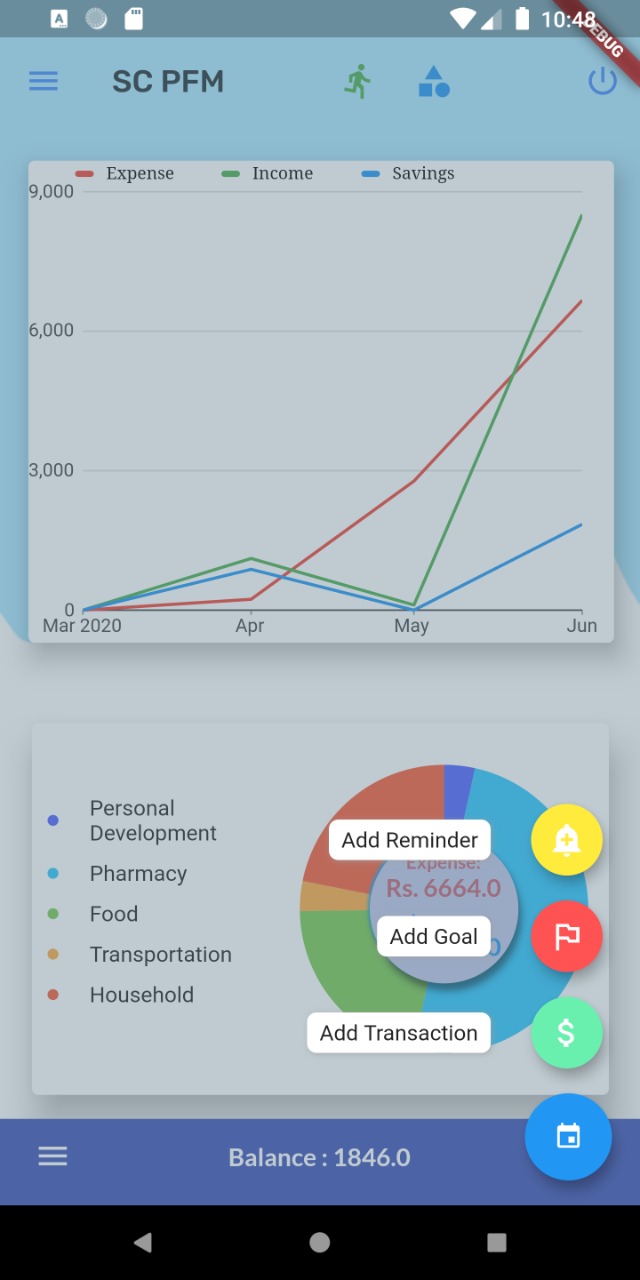 10:48
DEBUG
SC PFM
Expense Income Savings
9,000
6,000
3,000
0
Mar 2020 Apr May Jun
Personal
Development
Pharmacy
Food
Transportation
Household
Add Reminder
Expense:
Rs. 6664.0
Add Goal
Add Transaction
Balance : 1846.0